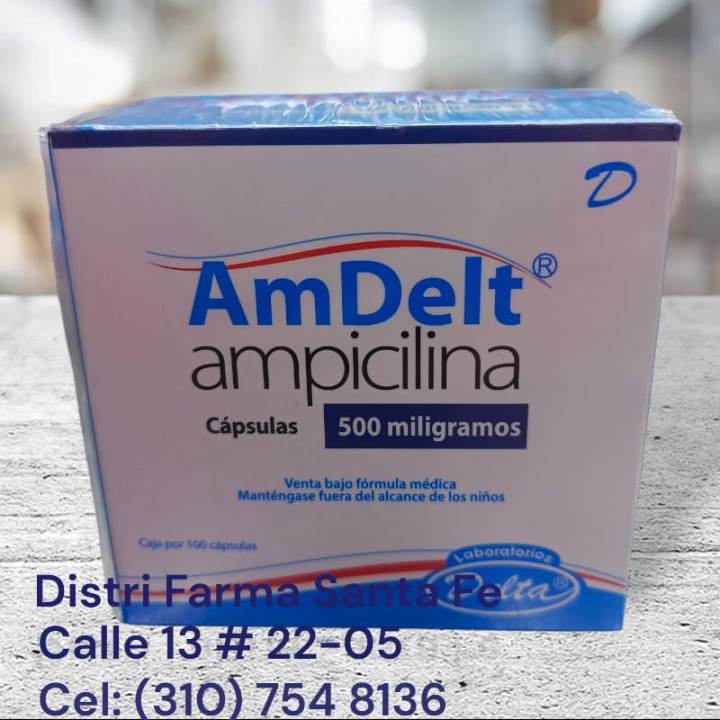 D
AmDelt®
ampicilina
Cápsulas 500 miligramos
Venta bajo fórmula médica
Manténgase fuera del alcance de los niños
Caja por 100 cápsulas
Laboratorios
Delta®
Distri Farma Santa Fe
Calle 13 # 22-05
Cel: (310) 754 8136